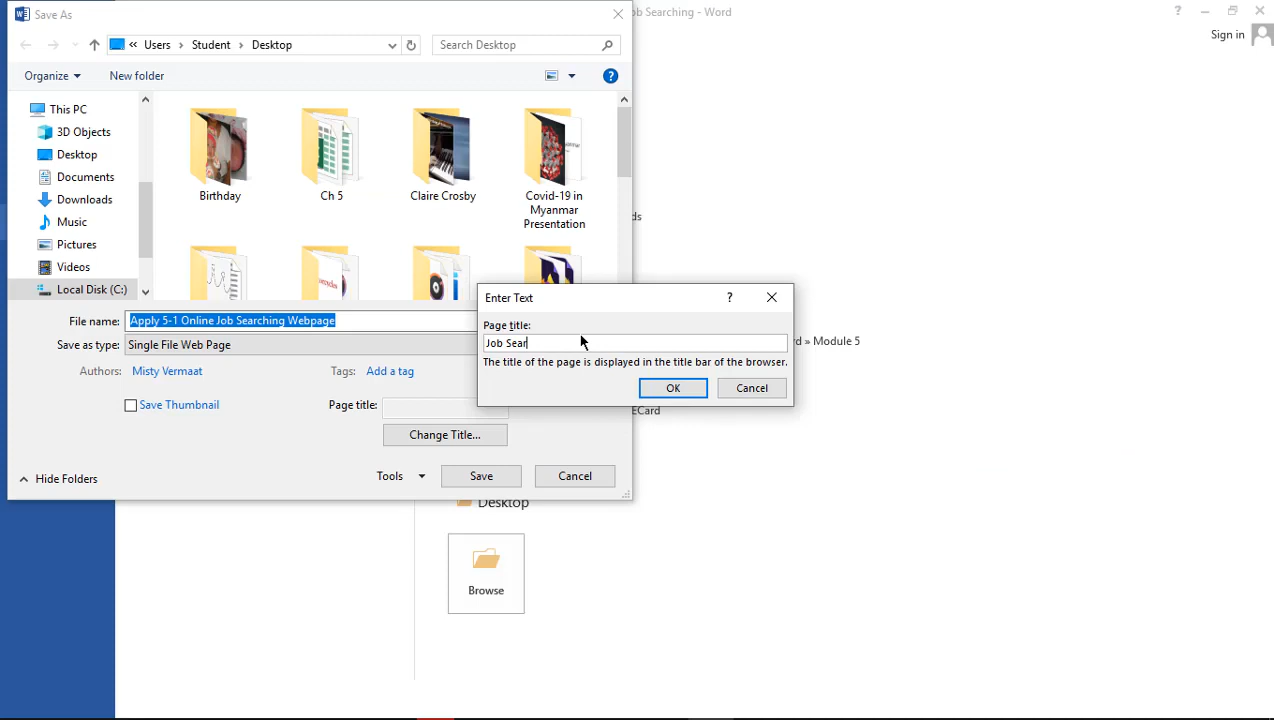 Save As
ob Searching - Word
?
Sign in
« Users > Student > Desktop
Search Desktop
Organize
New folder
?
This PC
3D Objects
Desktop
Documents
Downloads
Music
Pictures
Videos
Local Disk (C:)
Birthday
Ch 5
Claire Crosby
Covid-19 in
Myanmar
Presentation
ds
File name:
Apply 5-1 Online Job Searching Webpage
Save as type:
Single File Web Page
Authors:
Misty Vermaat
Tags:
Add a tag
Save Thumbnail
Page title:
Change Title...
Hide Folders
Tools
Save
Cancel
Enter Text
?
Page title:
Job Sear
The title of the page is displayed in the title bar of the browser.
OK
Cancel
rd » Module 5
ECard
Desktop
Browse